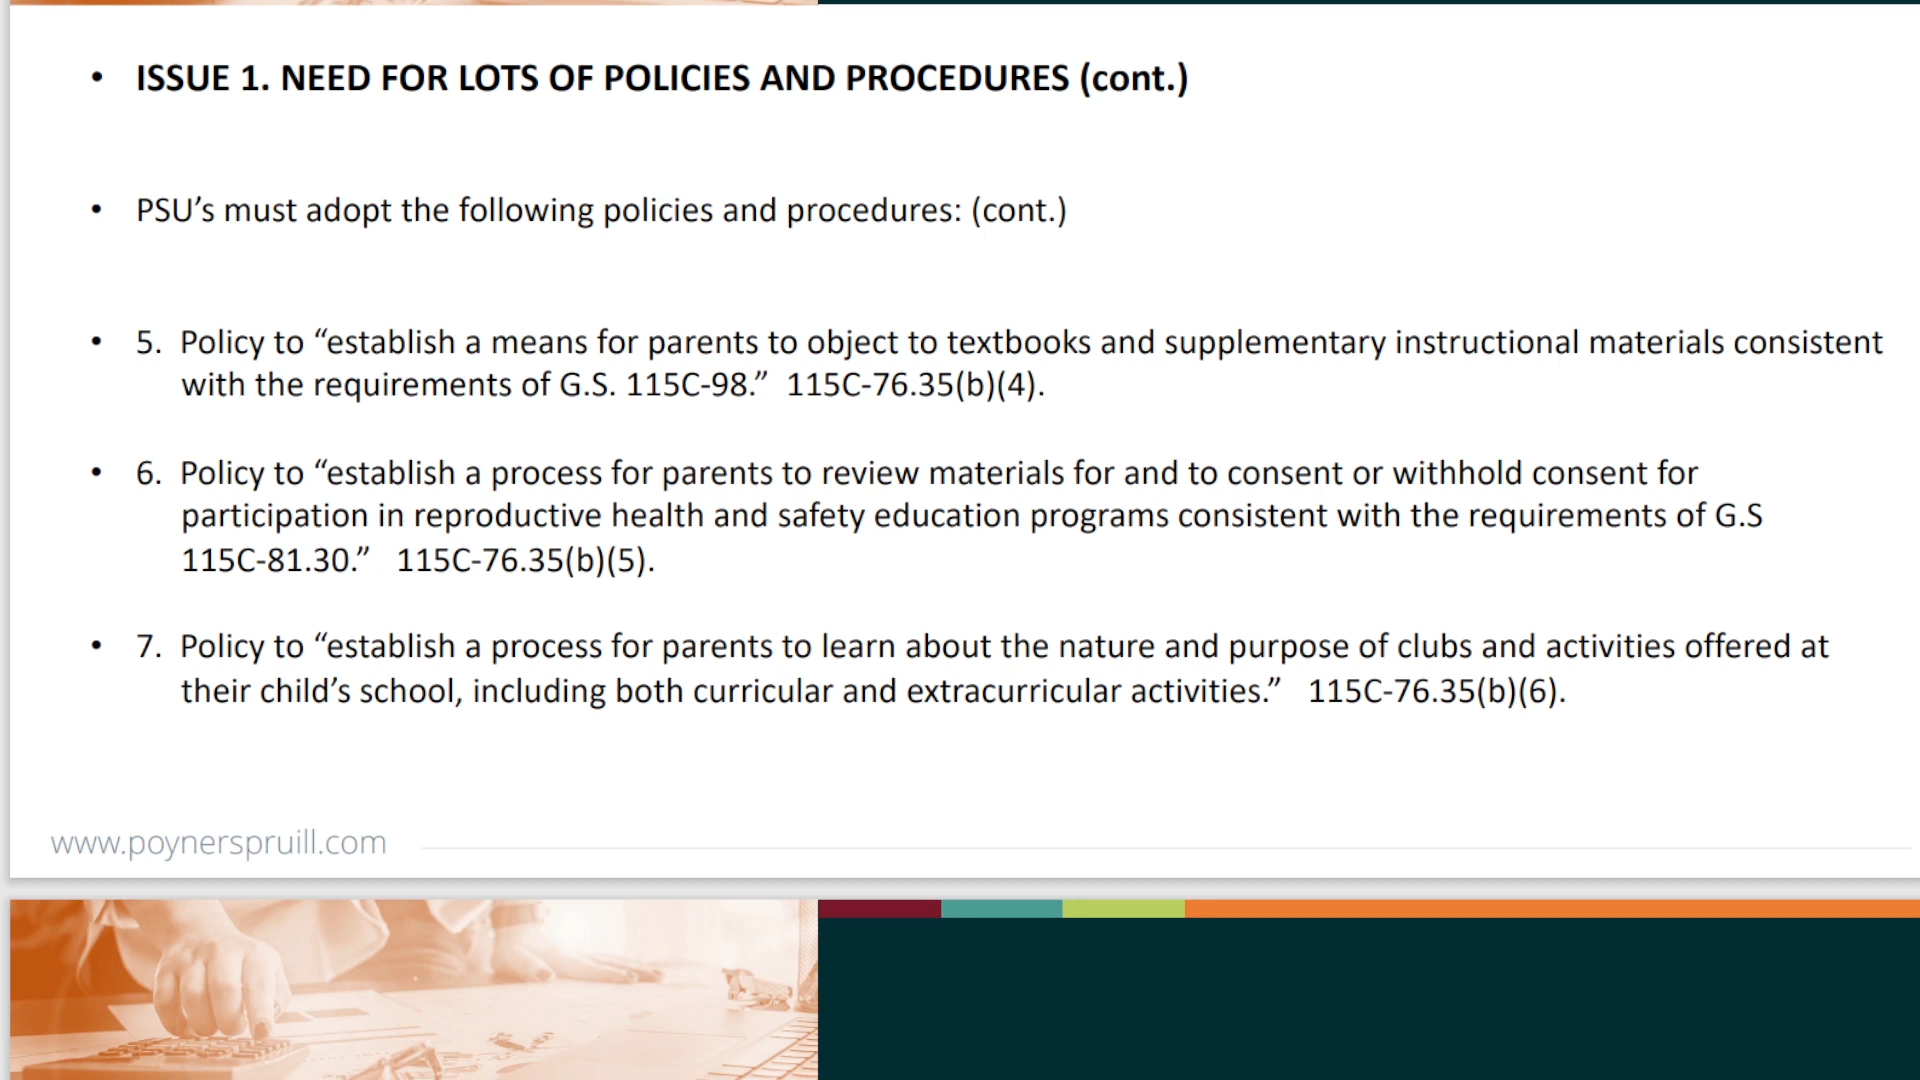 • ISSUE 1. NEED FOR LOTS OF POLICIES AND PROCEDURES (cont.)
• PSU’s must adopt the following policies and procedures: (cont.)
• 5. Policy to “establish a means for parents to object to textbooks and supplementary instructional materials consistent
with the requirements of G.S. 115C-98.” 115C-76.35(b)(4).
• 6. Policy to “establish a process for parents to review materials for and to consent or withhold consent for
participation in reproductive health and safety education programs consistent with the requirements of G.S
115C-81.30.” 115C-76.35(b)(5).
• 7. Policy to “establish a process for parents to learn about the nature and purpose of clubs and activities offered at
their child’s school, including both curricular and extracurricular activities.” 115C-76.35(b)(6).
www.poynerspruill.com